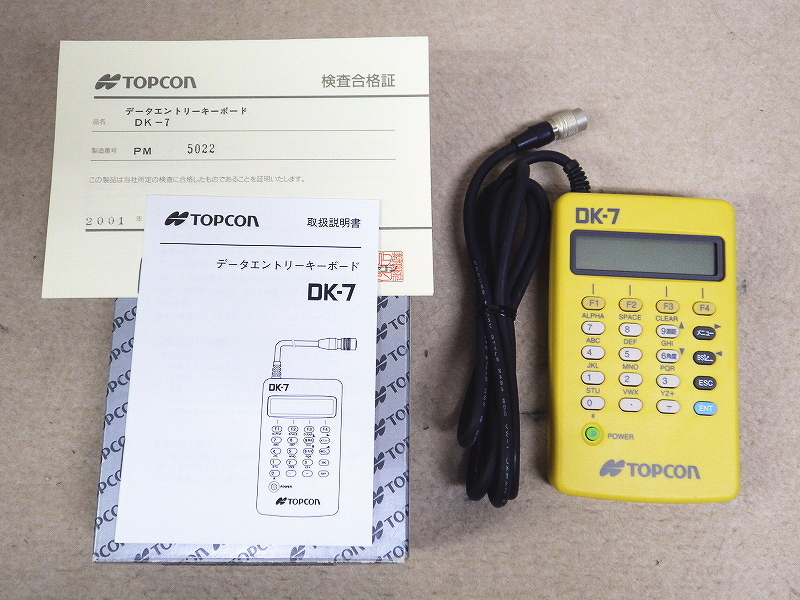 TOPCON
検査合格証
品名
データエントリーキーボード
DK-7
製造番号
PM 5022
この製品は当社所定の検査に合格したものであることを証明いたします。
2001 年
TOPCON
取扱説明書
データエントリーキーボード
DK-7
DK-7
POWER
TOPCON
DK-7
F1 F2 F3 F4
ALPHA SPACE CLEAR
7 8 9 メニュー
ABC DEF GHI
4 5 6角度 BS
JKL MNO PQR
1 2 3 ESC
STU VWX YZ+
0 . - ENT
*
POWER
TOPCON
TOPCON